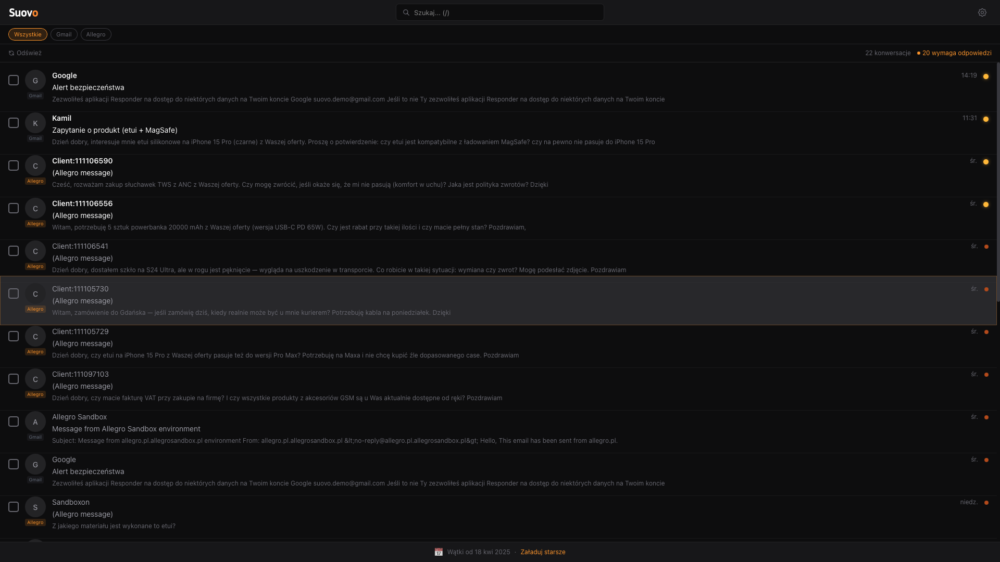 Suovo
Szukaj... (/)
Wszystkie
Gmail
Allegro
Odśwież
22 konwersacje
20 wymaga odpowiedzi
G
Gmail
Google
14:19
Alert bezpieczeństwa
Zezwoliłeś aplikacji Responder na dostęp do niektórych danych na Twoim koncie Google suovo.demo@gmail.com Jeśli to nie Ty zezwoliłeś aplikacji Responder na dostęp do niektórych danych na Twoim koncie
K
Gmail
Kamil
11:31
Zapytanie o produkt (etui + MagSafe)
Dzień dobry, interesuje mnie etui silikonowe na iPhone 15 Pro (czarne) z Waszej oferty. Proszę o potwierdzenie: czy etui jest kompatybilne z ładowaniem MagSafe? czy na pewno nie pasuje do iPhone 15 Pro
C
Allegro
Client:111106590
śr.
(Allegro message)
Cześć, rozważam zakup słuchawek TWS z ANC z Waszej oferty. Czy mogę zwrócić, jeśli okaże się, że mi nie pasują (komfort w uchu)? Jaka jest polityka zwrotów? Dzięki
C
Allegro
Client:111106556
śr.
(Allegro message)
Witam, potrzebuję 5 sztuk powerbanka 20000 mAh z Waszej oferty (wersja USB-C PD 65W). Czy jest rabat przy takiej ilości i czy macie pełny stan? Pozdrawiam,
C
Allegro
Client:111106541
śr.
(Allegro message)
Dzień dobry, dostałem szkło na S24 Ultra, ale w rogu jest pęknięcie — wygląda na uszkodzenie w transporcie. Co robicie w takiej sytuacji: wymiana czy zwrot? Mogę podesłać zdjęcie. Pozdrawiam
C
Allegro
Client:111105730
śr.
(Allegro message)
Witam, zamówienie do Gdańska — jeśli zamówię dziś, kiedy realnie może być u mnie kurierem? Potrzebuję kabla na poniedziałek. Dzięki
C
Allegro
Client:111105729
śr.
(Allegro message)
Dzień dobry, czy etui na iPhone 15 Pro z Waszej oferty pasuje też do wersji Pro Max? Potrzebuję na Maxa i nie chcę kupić źle dopasowanego case. Pozdrawiam
C
Allegro
Client:111097103
śr.
(Allegro message)
Dzień dobry, czy macie fakturę VAT przy zakupie na firmę? I czy wszystkie produkty z akcesoriów GSM są u Was aktualnie dostępne od ręki? Pozdrawiam
A
Gmail
Allegro Sandbox
śr.
Message from Allegro Sandbox environment
Subject: Message from allegro.pl.allegrosandbox.pl environment From: allegro.pl.allegrosandbox.pl &lt;no-reply@allegro.pl.allegrosandbox.pl&gt; Hello, This email has been sent from allegro.pl.
G
Gmail
Google
śr.
Alert bezpieczeństwa
Zezwoliłeś aplikacji Responder na dostęp do niektórych danych na Twoim koncie Google suovo.demo@gmail.com Jeśli to nie Ty zezwoliłeś aplikacji Responder na dostęp do niektórych danych na Twoim koncie
S
Allegro
Sandboxon
niedz.
(Allegro message)
Z jakiego materiału jest wykonane to etui?
17
Wątki od 18 kwi 2025 · Załaduj starsze